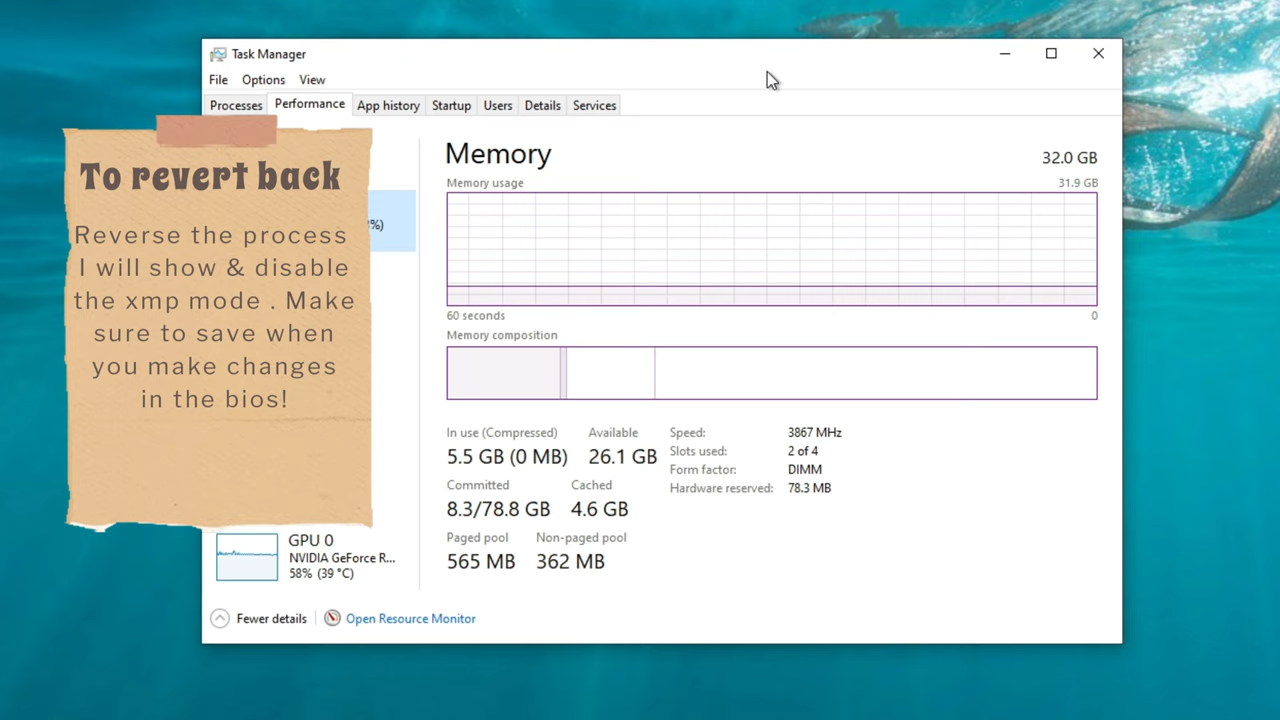 Task Manager
File Options View
Processes Performance App history Startup Users Details Services
To revert back
Reverse the process
I will show & disable
the xmp mode . Make
sure to save when
you make changes
in the bios!
%)
Memory 32.0 GB
Memory usage 31.9 GB
60 seconds 0
Memory composition
In use (Compressed) Available
5.5 GB (0 MB) 26.1 GB
Committed Cached
8.3/78.8 GB 4.6 GB
Paged pool Non-paged pool
565 MB 362 MB
Speed: 3867 MHz
Slots used: 2 of 4
Form factor: DIMM
Hardware reserved: 78.3 MB
GPU 0
NVIDIA GeForce R...
58% (39 °C)
Fewer details Open Resource Monitor